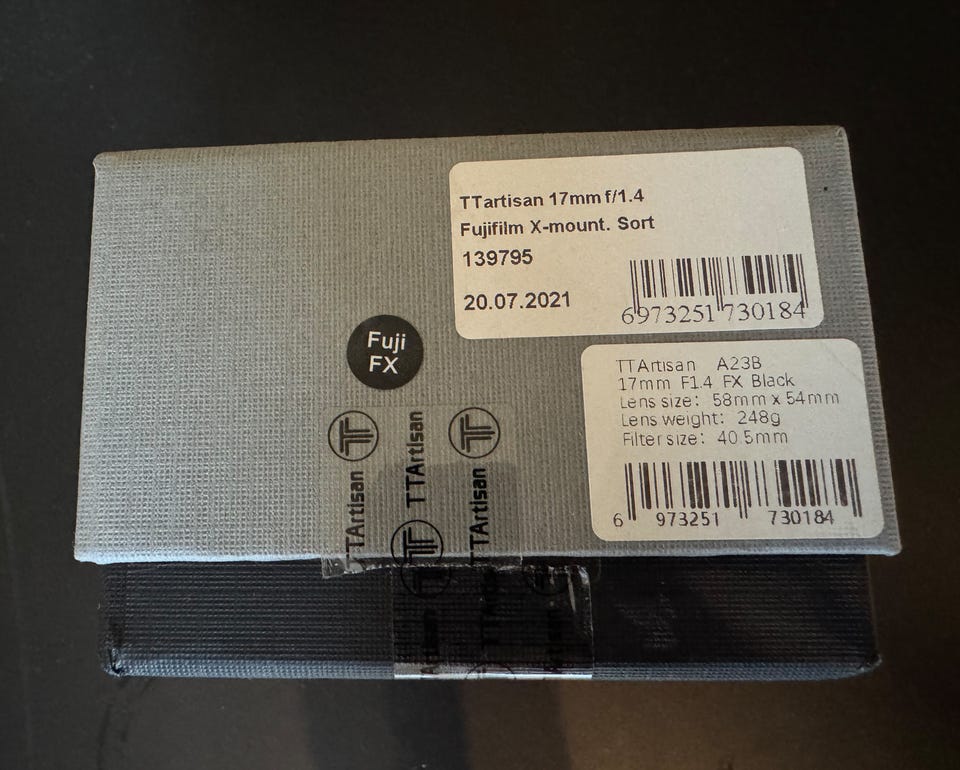 TTartisan 17mm f/1.4
Fujifilm X-mount. Sort
139795
20.07.2021
6973251 730184
Fuji
FX
TTArtisan A23B
17mm F1.4 FX Black
Lens size: 58mm x 54mm
Lens weight: 248g
Filter size: 40.5mm
6 973251 730184
TTArtisan
TTArtisan
TTArtisan